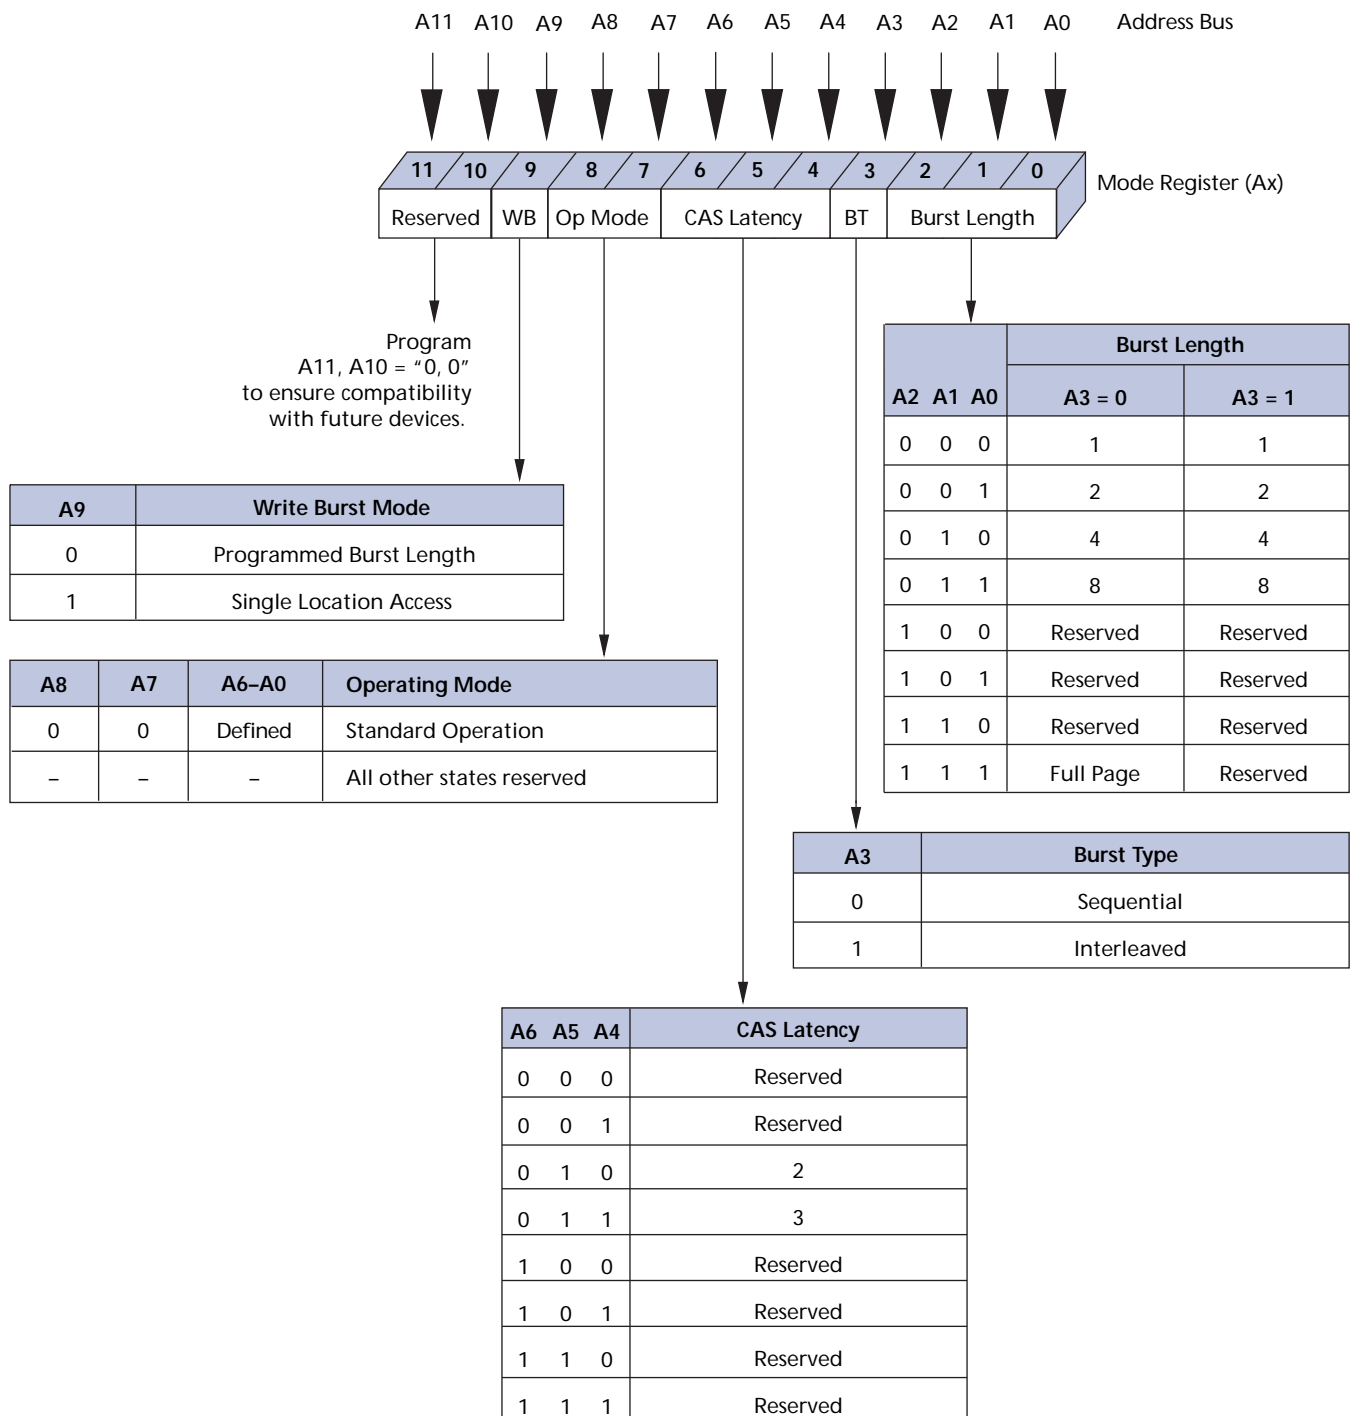 A11 A10 A9 A8 A7 A6 A5 A4 A3 A2 A1 A0 Address Bus
11 10 9 8 7 6 5 4 3 2 1 0
Mode Register (Ax)
Reserved WB Op Mode CAS Latency BT Burst Length
Program
A11, A10 = “0, 0”
to ensure compatibility
with future devices.
Burst Length
A2 A1 A0 A3 = 0 A3 = 1
0 0 0 1 1
0 0 1 2 2
0 1 0 4 4
0 1 1 8 8
1 0 0 Reserved Reserved
1 0 1 Reserved Reserved
1 1 0 Reserved Reserved
1 1 1 Full Page Reserved
A9 Write Burst Mode
0 Programmed Burst Length
1 Single Location Access
A8 A7 A6–A0 Operating Mode
0 0 Defined Standard Operation
– – – All other states reserved
A3 Burst Type
0 Sequential
1 Interleaved
A6 A5 A4 CAS Latency
0 0 0 Reserved
0 0 1 Reserved
0 1 0 2
0 1 1 3
1 0 0 Reserved
1 0 1 Reserved
1 1 0 Reserved
1 1 1 Reserved